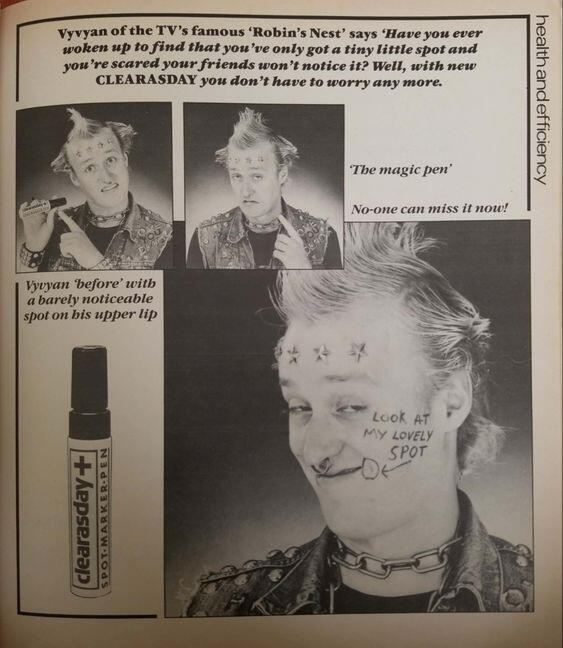 Vyvyan of the TV's famous 'Robin's Nest' says 'Have you ever
woken up to find that you've only got a tiny little spot and
you're scared your friends won't notice it? Well, with new
CLEARASDAY you don't have to worry any more.
health and efficiency
'The magic pen'
No-one can miss it now!
Vyvyan 'before' with
a barely noticeable
spot on his upper lip
clearasday+
SPOT-MARKER-PEN
LOOK AT
MY LOVELY
SPOT